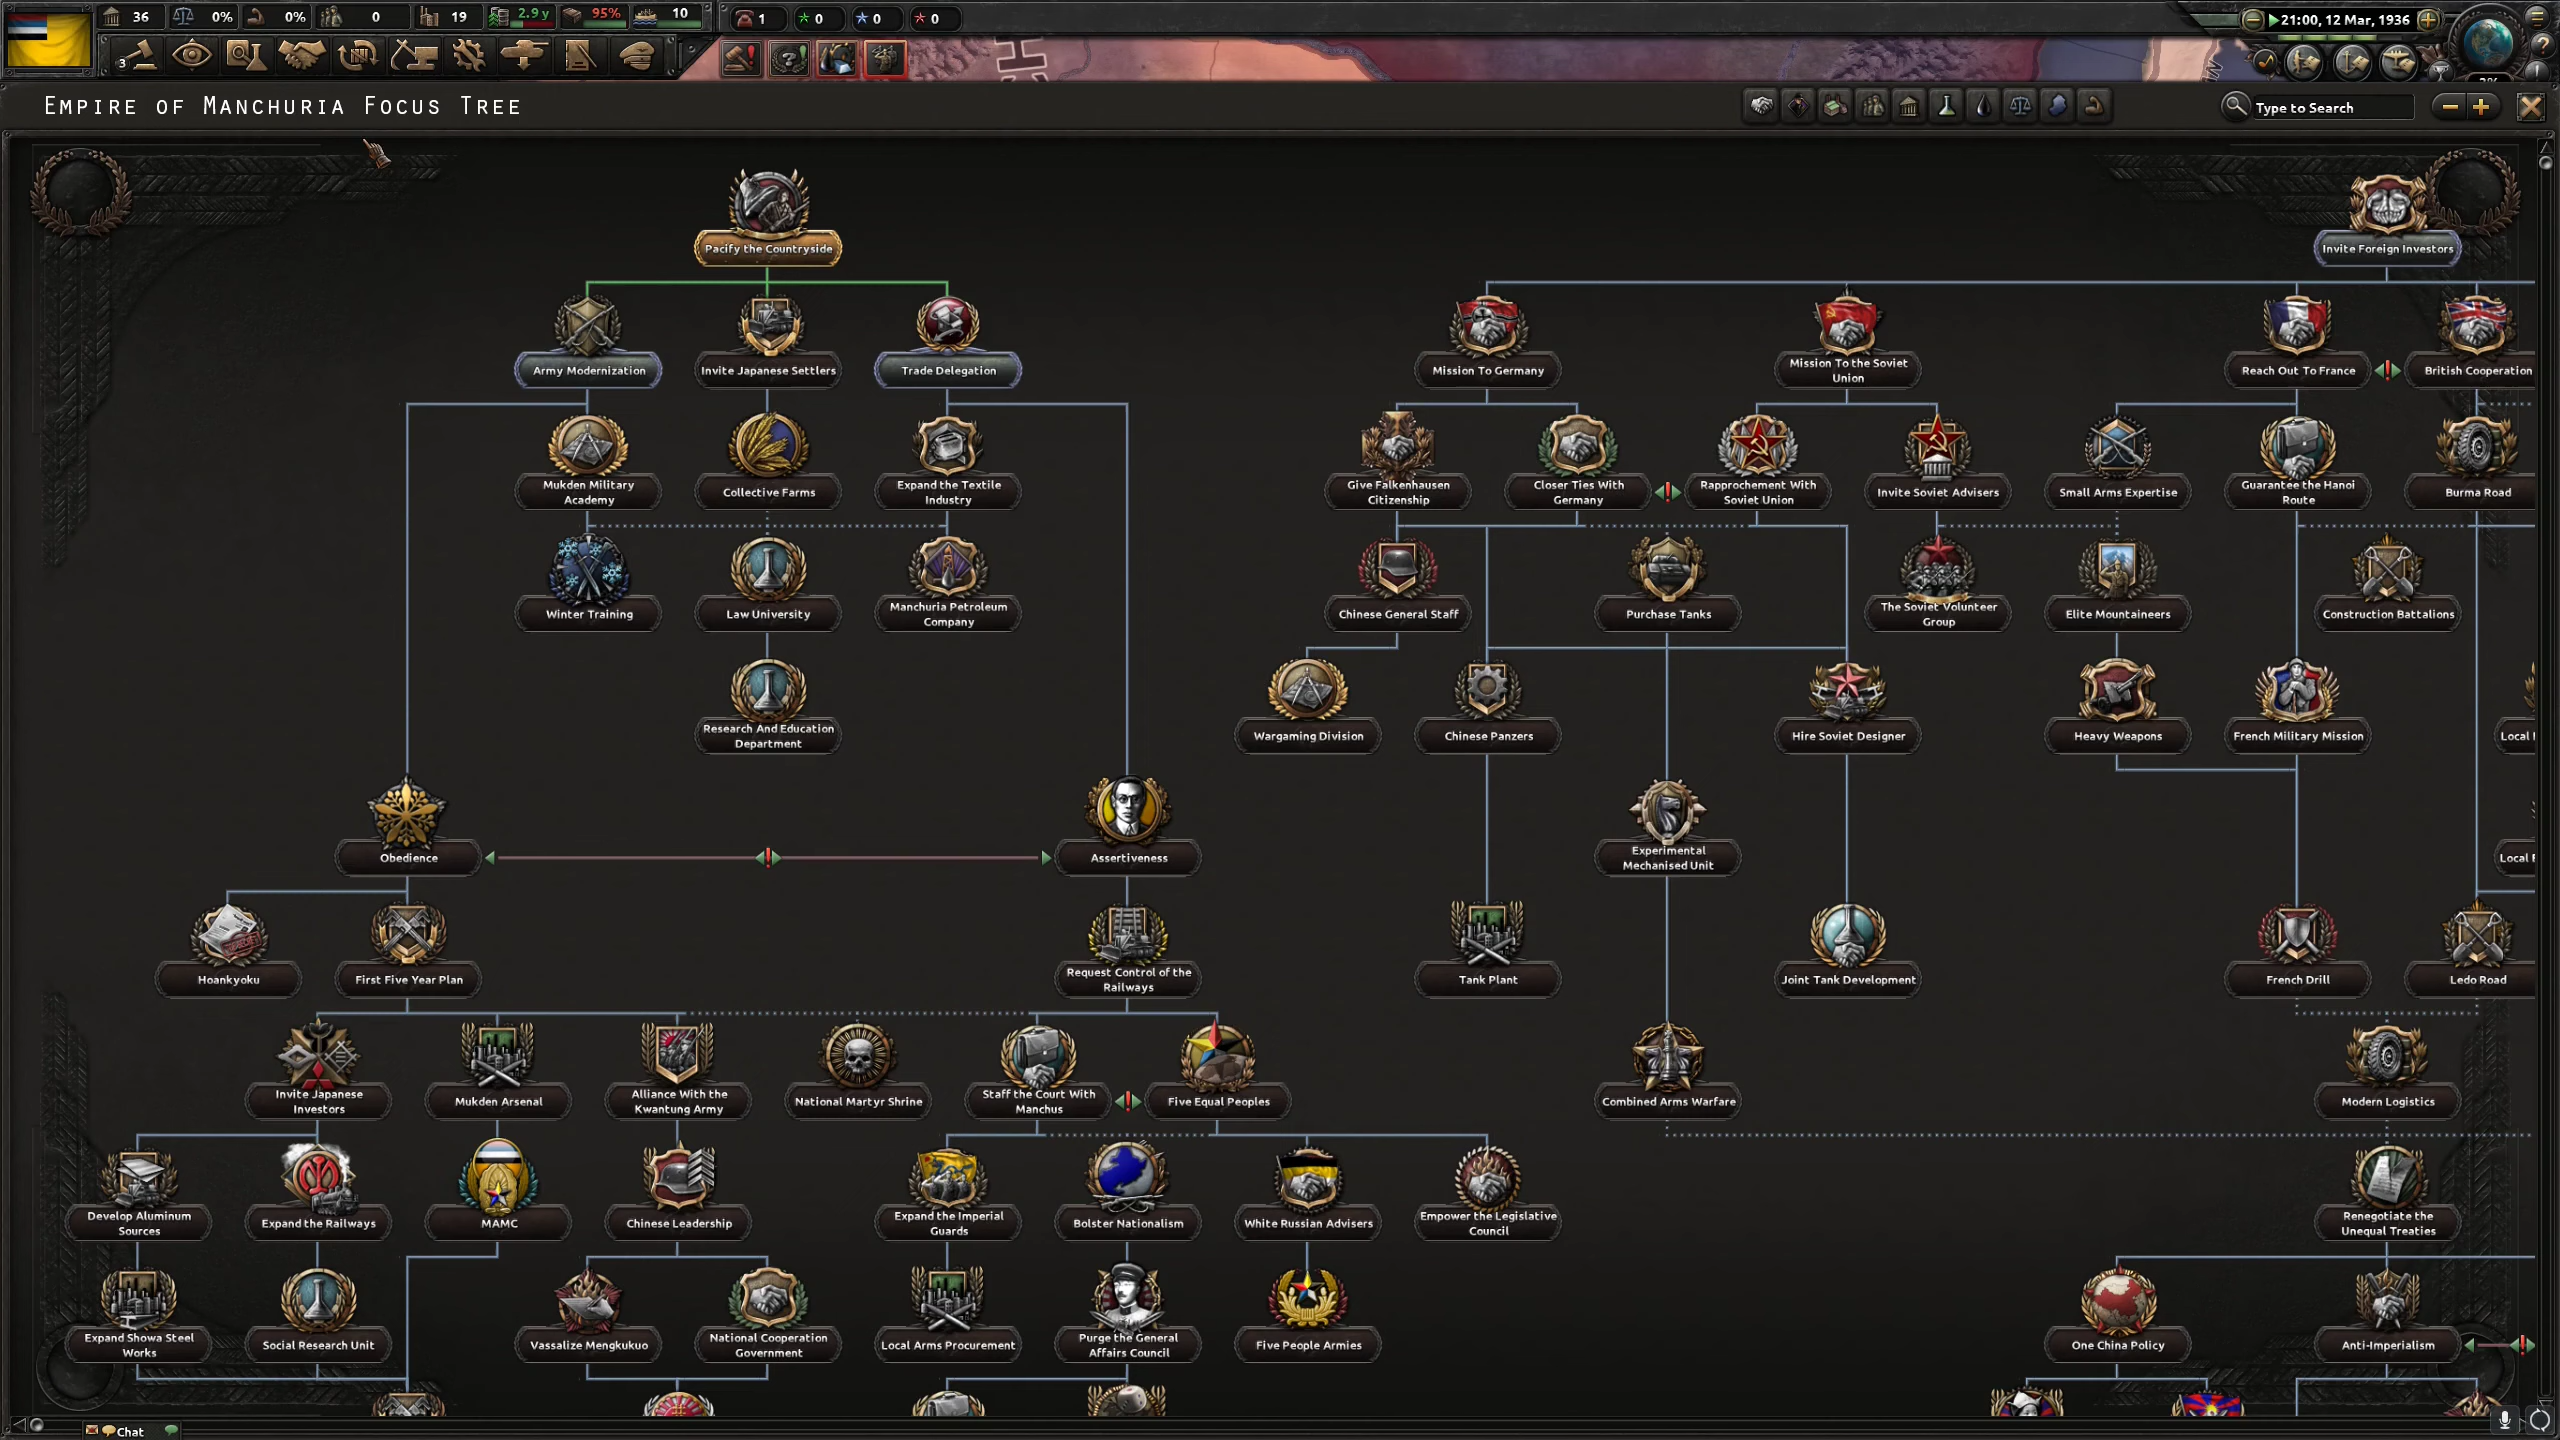 36
0%
0%
0
19
2.9 y
95%
10
1
0
0
0
21:00, 12 Mar, 1936
3
Empire of Manchuria Focus Tree
Type to Search
Pacify the Countryside
Invite Foreign Investors
Army Modernization
Invite Japanese Settlers
Trade Delegation
Mission To Germany
Mission To the Soviet
Union
Reach Out To France
British Cooperation
Mukden Military
Academy
Collective Farms
Expand the Textile
Industry
Give Falkenhausen
Citizenship
Closer Ties With
Germany
Rapprochement With
Soviet Union
Invite Soviet Advisers
Small Arms Expertise
Guarantee the Hanoi
Route
Burma Road
Winter Training
Law University
Manchuria Petroleum
Company
Chinese General Staff
Purchase Tanks
The Soviet Volunteer
Group
Elite Mountaineers
Construction Battalions
Research And Education
Department
Wargaming Division
Chinese Panzers
Hire Soviet Designer
Heavy Weapons
French Military Mission
Local
Obedience
Assertiveness
Experimental
Mechanised Unit
Local
Hoankyoku
First Five Year Plan
Request Control of the
Railways
Tank Plant
Joint Tank Development
French Drill
Ledo Road
Invite Japanese
Investors
Mukden Arsenal
Alliance With the
Kwantung Army
National Martyr Shrine
Staff the Court With
Manchus
Five Equal Peoples
Combined Arms Warfare
Modern Logistics
Develop Aluminum
Sources
Expand the Railways
MAMC
Chinese Leadership
Expand the Imperial
Guards
Bolster Nationalism
White Russian Advisers
Empower the Legislative
Council
Renegotiate the
Unequal Treaties
Expand Showa Steel
Works
Social Research Unit
Vassalize Mengkukuo
National Cooperation
Government
Local Arms Procurement
Purge the General
Affairs Council
Five People Armies
One China Policy
Anti-Imperialism
Chat